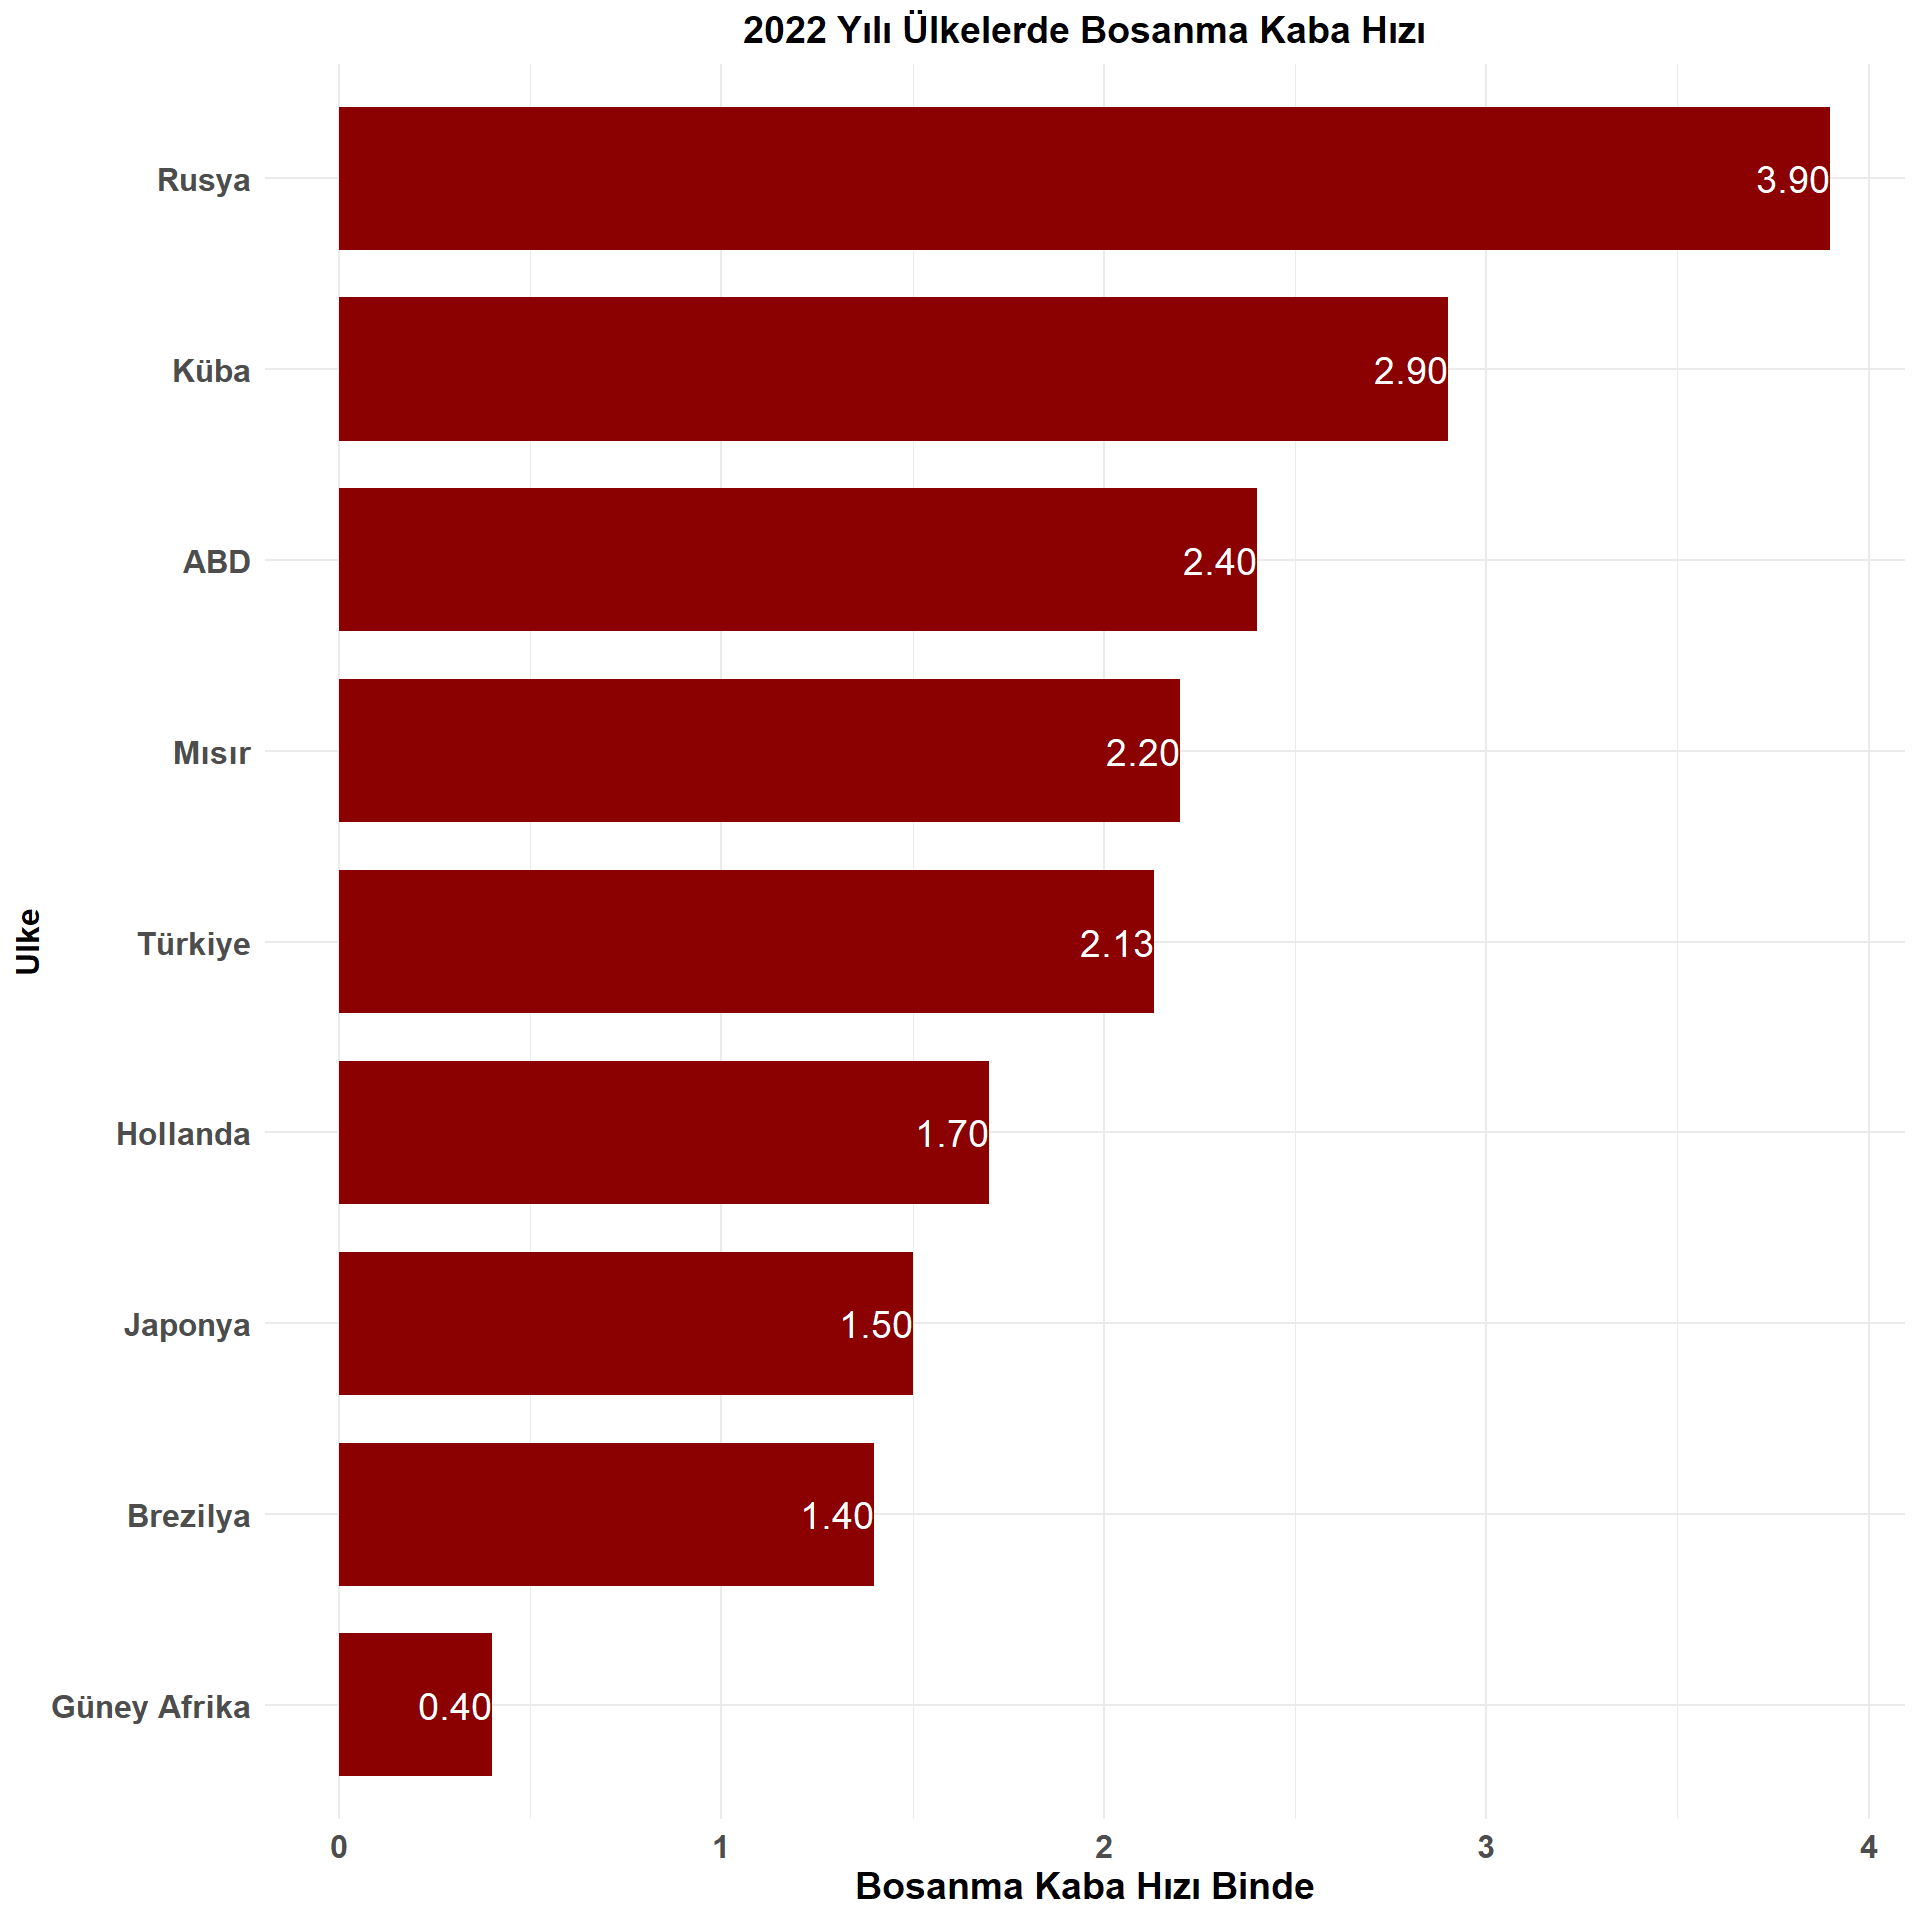 2022 Yılı Ülkelerde Bosanma Kaba Hızı
Rusya 3.90
Küba 2.90
ABD 2.40
Mısır 2.20
Türkiye 2.13
Hollanda 1.70
Japonya 1.50
Brezilya 1.40
Güney Afrika 0.40
Ulke
0 1 2 3 4
Bosanma Kaba Hızı Binde